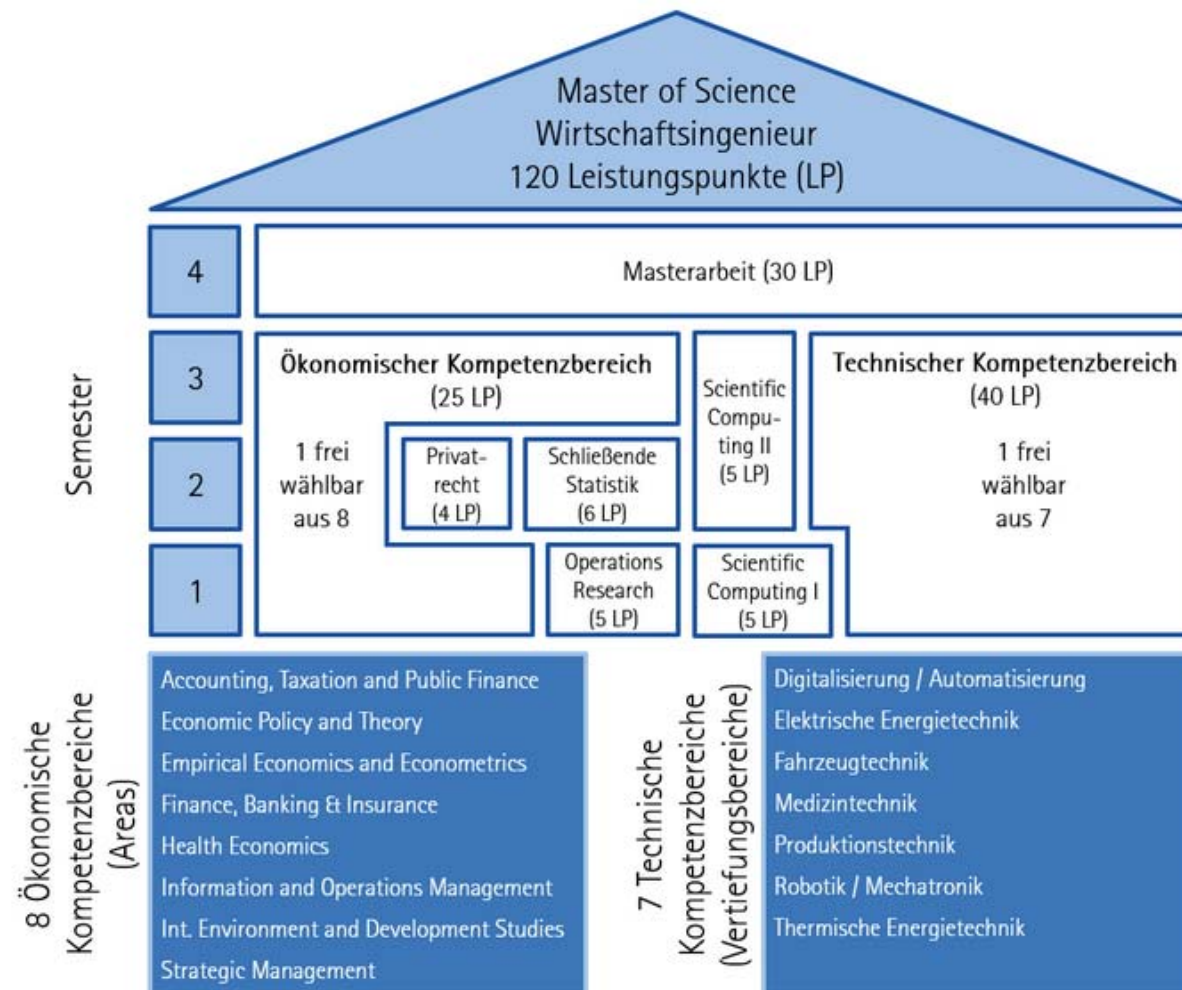 Master of Science
Wirtschaftsingenieur
120 Leistungspunkte (LP)
Semester
4
Masterarbeit (30 LP)
3
Ökonomischer Kompetenzbereich
(25 LP)
1 frei
wählbar
aus 8
Scientific
Compu-
ting II
(5 LP)
Technischer Kompetenzbereich
(40 LP)
1 frei
wählbar
aus 7
2
Privat-
recht
(4 LP)
Schließende
Statistik
(6 LP)
1
Operations
Research
(5 LP)
Scientific
Computing I
(5 LP)
8 Ökonomische
Kompetenzbereiche
(Areas)
Accounting, Taxation and Public Finance
Economic Policy and Theory
Empirical Economics and Econometrics
Finance, Banking & Insurance
Health Economics
Information and Operations Management
Int. Environment and Development Studies
Strategic Management
7 Technische
Kompetenzbereiche
(Vertiefungsbereiche)
Digitalisierung / Automatisierung
Elektrische Energietechnik
Fahrzeugtechnik
Medizintechnik
Produktionstechnik
Robotik / Mechatronik
Thermische Energietechnik